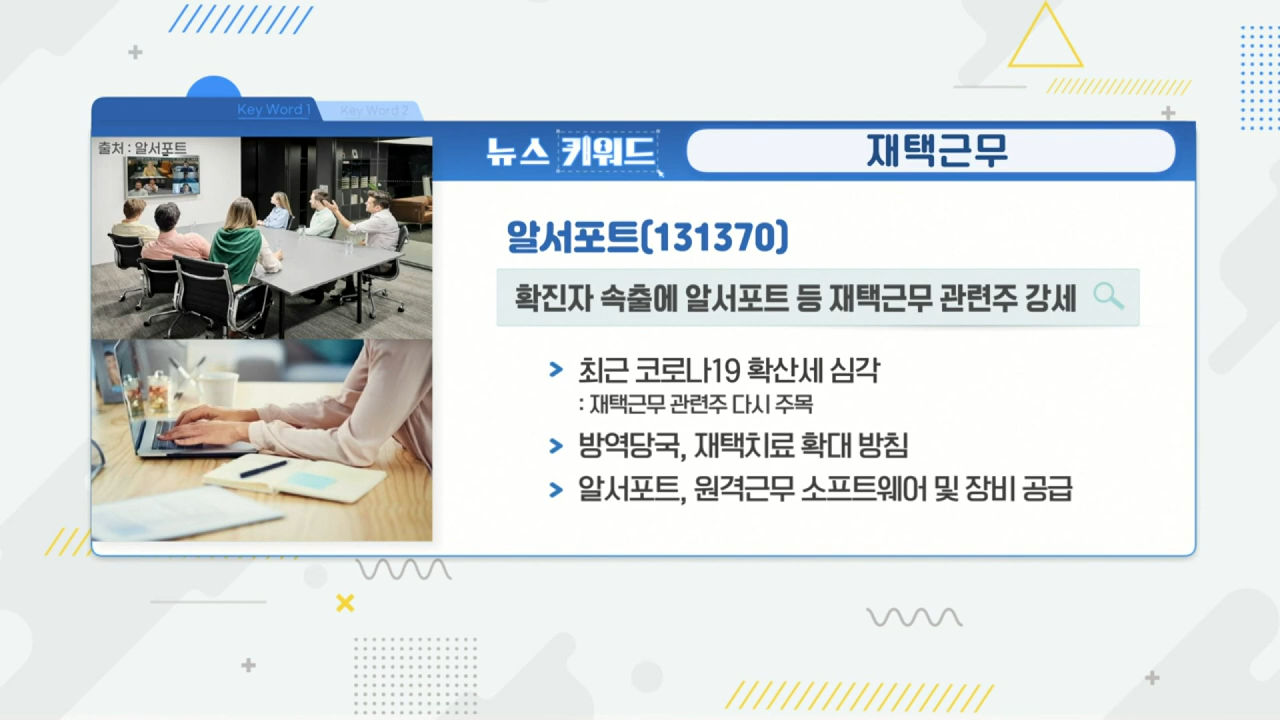 Key Word 1
Key Word 2
출처 : 알서포트
뉴스 키워드
재택근무
알서포트(131370)
확진자 속출에 알서포트 등 재택근무 관련주 강세
> 최근 코로나19 확산세 심각
: 재택근무 관련주 다시 주목
> 방역당국, 재택치료 확대 방침
> 알서포트, 원격근무 소프트웨어 및 장비 공급